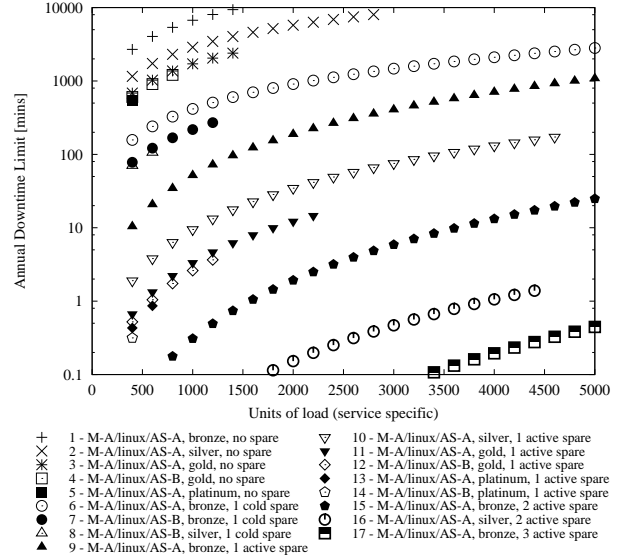 10000
1000
100
10
1
0.1
Annual Downtime Limit [mins]
0 500 1000 1500 2000 2500 3000 3500 4000 4500 5000
Units of load (service specific)
1 - M-A/linux/AS-A, bronze, no spare
2 - M-A/linux/AS-A, silver, no spare
3 - M-A/linux/AS-A, gold, no spare
4 - M-A/linux/AS-B, gold, no spare
5 - M-A/linux/AS-A, platinum, no spare
6 - M-A/linux/AS-A, bronze, 1 cold spare
7 - M-A/linux/AS-B, bronze, 1 cold spare
8 - M-A/linux/AS-B, silver, 1 cold spare
9 - M-A/linux/AS-A, bronze, 1 active spare
10 - M-A/linux/AS-A, silver, 1 active spare
11 - M-A/linux/AS-A, gold, 1 active spare
12 - M-A/linux/AS-B, gold, 1 active spare
13 - M-A/linux/AS-A, platinum, 1 active spare
14 - M-A/linux/AS-B, platinum, 1 active spare
15 - M-A/linux/AS-A, bronze, 2 active spare
16 - M-A/linux/AS-A, silver, 2 active spare
17 - M-A/linux/AS-A, bronze, 3 active spare